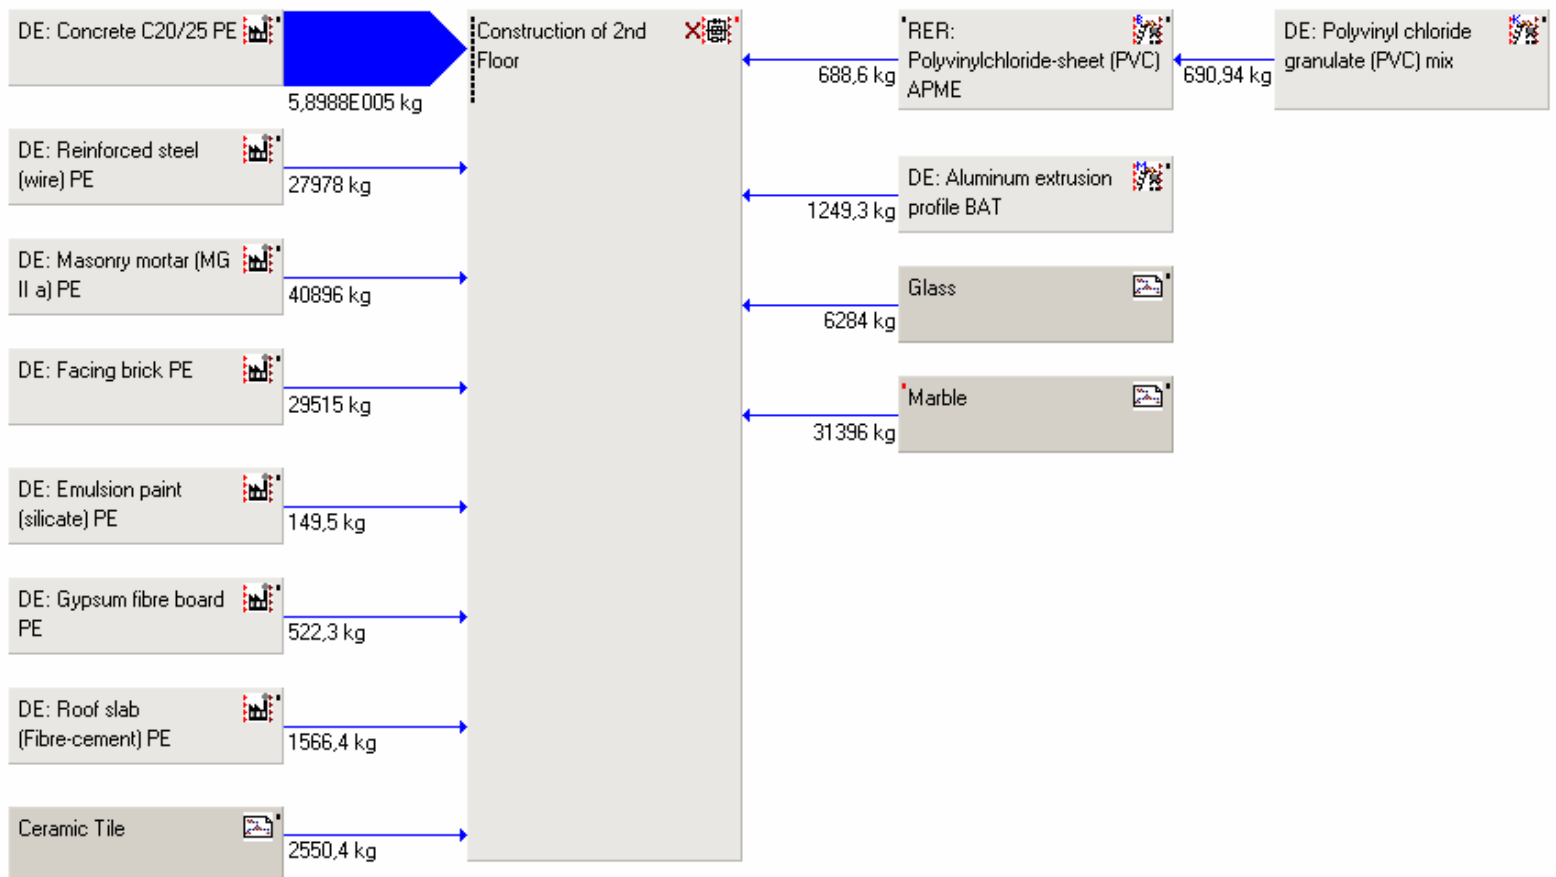 DE: Concrete C20/25 PE
5,8988E005 kg
DE: Reinforced steel
(wire) PE
27978 kg
DE: Masonry mortar (MG
II a) PE
40896 kg
DE: Facing brick PE
29515 kg
DE: Emulsion paint
(silicate) PE
149,5 kg
DE: Gypsum fibre board
PE
522,3 kg
DE: Roof slab
(Fibre-cement) PE
1566,4 kg
Ceramic Tile
2550,4 kg
Construction of 2nd
Floor
RER:
Polyvinylchloride-sheet (PVC)
APME
688,6 kg
DE: Polyvinyl chloride
granulate (PVC) mix
690,94 kg
DE: Aluminum extrusion
profile BAT
1249,3 kg
Glass
6284 kg
Marble
31396 kg